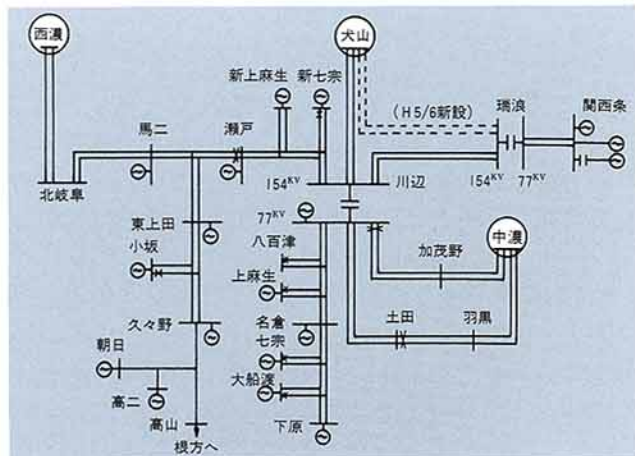 西濃
犬山
新上麻生
新七宗
馬二
瀬戸
(H5/6新設)
瑞浪
関西条
北岐阜
154KV
川辺
154KV
77KV
東上田
77KV
八百津
中濃
小坂
上麻生
加茂野
久々野
名倉
土田
羽黒
朝日
七宗
大船渡
高二
高山
下原
根方へ